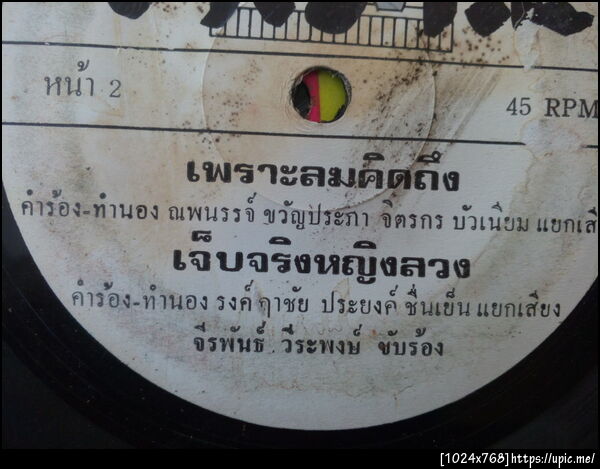 หน้า 2
45 RPM
เพราะลมคิดถึง
คำร้อง-ทำนอง ณพนรรจ์ ขวัญประภา จิตรกร บัวเนียม แยกเสี
เจ็บจริงหญิงลวง
คำร้อง-ทำนอง รงค์ ฤาชัย ประยงค์ ชื่นเย็น แยกเสียง
จีรพันธ์ วีระพงษ์ ขับร้อง
[1024x768]https://upic.me/